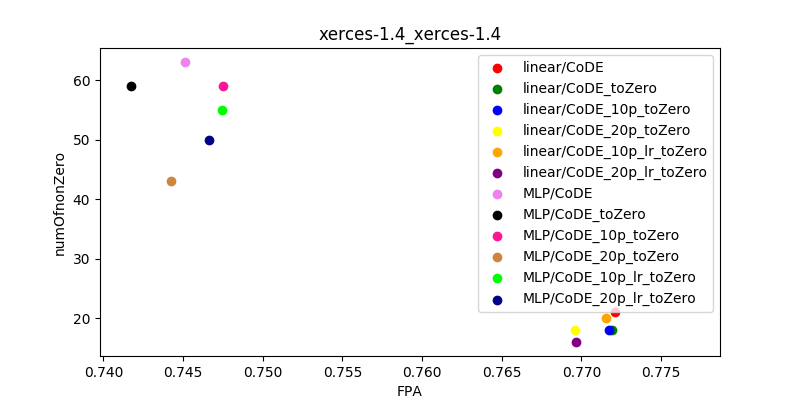 xerces-1.4_xerces-1.4
numOfnonZero
60
50
40
30
20
0.740
0.745
0.750
0.755
0.760
0.765
0.770
0.775
FPA
linear/CoDE
linear/CoDE_toZero
linear/CoDE_10p_toZero
linear/CoDE_20p_toZero
linear/CoDE_10p_lr_toZero
linear/CoDE_20p_lr_toZero
MLP/CoDE
MLP/CoDE_toZero
MLP/CoDE_10p_toZero
MLP/CoDE_20p_toZero
MLP/CoDE_10p_lr_toZero
MLP/CoDE_20p_lr_toZero